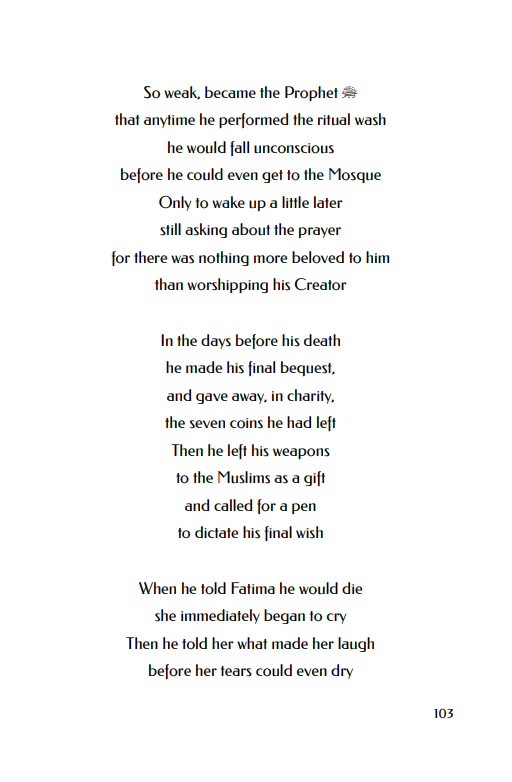 So weak, became the Prophet ﷺ
that anytime he performed the ritual wash
he would fall unconscious
before he could even get to the Mosque
Only to wake up a little later
still asking about the prayer
for there was nothing more beloved to him
than worshipping his Creator
In the days before his death
he made his final bequest,
and gave away, in charity,
the seven coins he had left
Then he left his weapons
to the Muslims as a gift
and called for a pen
to dictate his final wish
When he told Fatima he would die
she immediately began to cry
Then he told her what made her laugh
before her tears could even dry
103